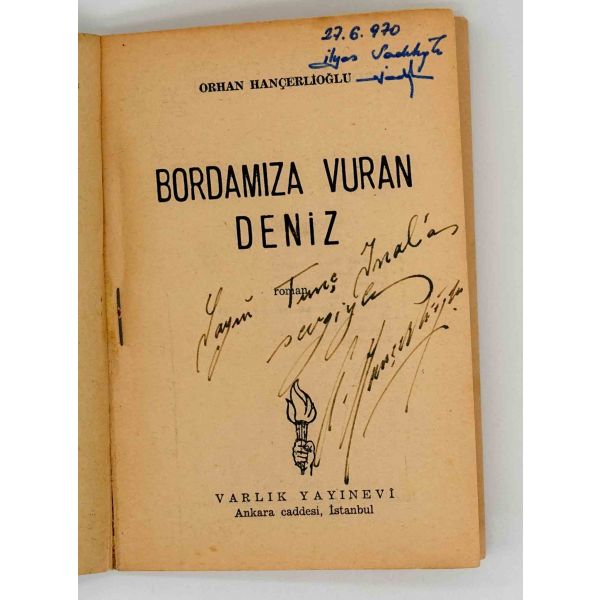 27.6.970
İlyas
ORHAN HANÇERLİOĞLU
BORDAMIZA VURAN
DENİZ
roman
Sayın Tunç İnal'a
sevgiyle
O. Hançerlioğlu
VARLIK YAYINEVİ
Ankara caddesi, İstanbul